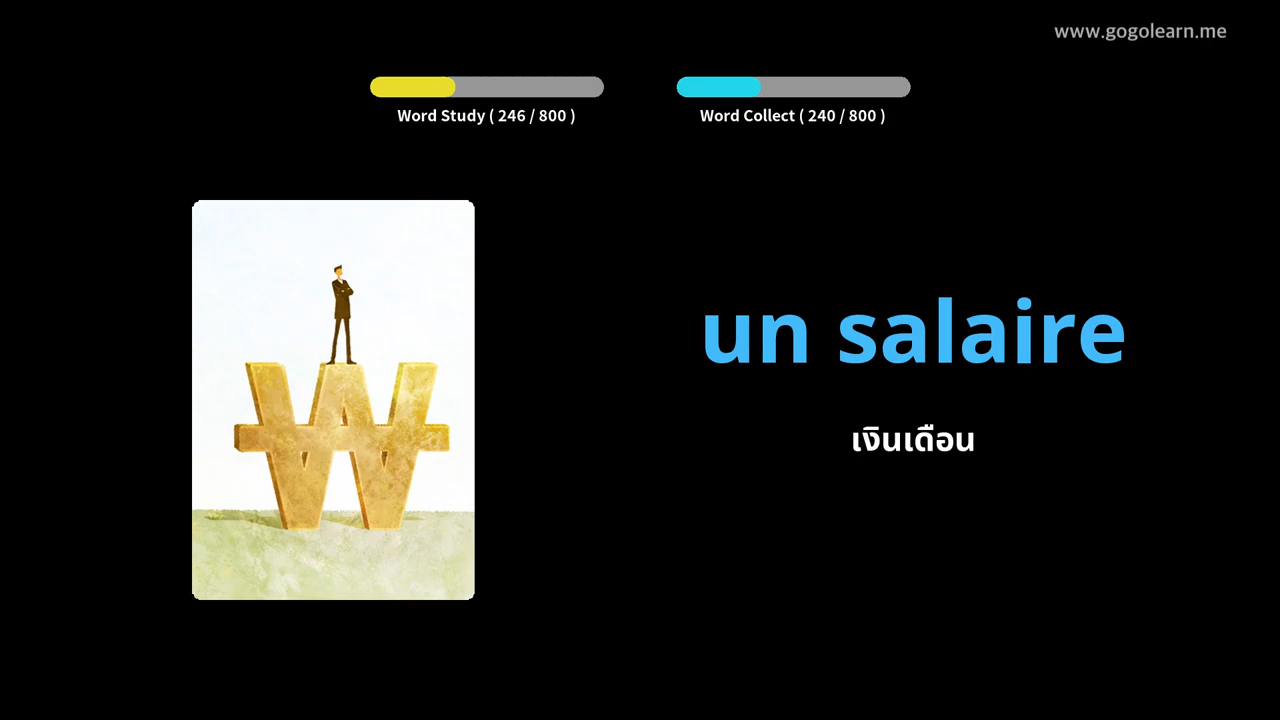 www.gogolearn.me
Word Study ( 246 / 800 )
Word Collect ( 240 / 800 )
un salaire
เงินเดือน